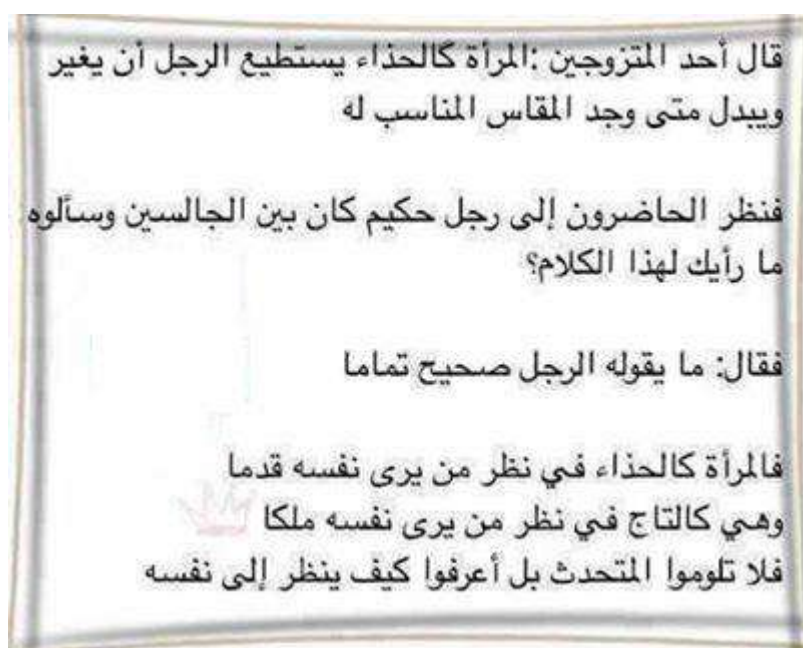 قال أحد المتزوجين :المرأة كالحذاء يستطيع الرجل أن يغير
ويبدل متى وجد المقاس المناسب له
فنظر الحاضرون إلى رجل حكيم كان بين الجالسين وسألوه
ما رأيك لهذا الكلام؟
فقال: ما يقوله الرجل صحيح تماما
فالمرأة كالحذاء في نظر من يرى نفسه قدما
وهي كالتاج في نظر من يرى نفسه ملكا
فلا تلوموا المتحدث بل أعرفوا كيف ينظر إلى نفسه